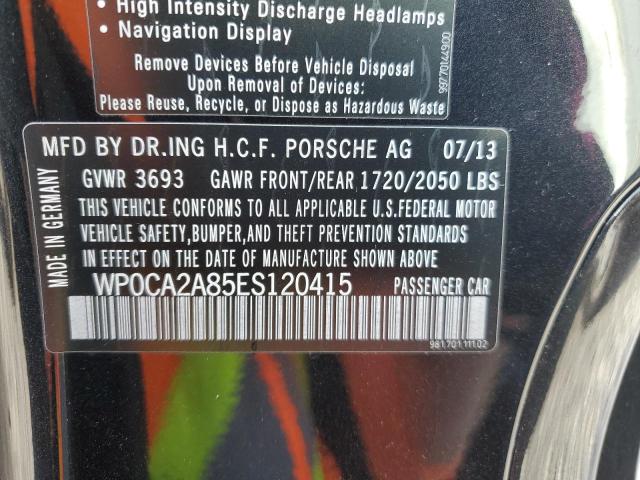 • High Intensity Discharge Headlamps
• Navigation Display
Remove Devices Before Vehicle Disposal
Upon Removal of Devices:
Please Reuse, Recycle, or Dispose as Hazardous Waste
99770144900
MFD BY DR.ING H.C.F. PORSCHE AG 07/13
GVWR 3693 GAWR FRONT/REAR 1720/2050 LBS
THIS VEHICLE CONFORMS TO ALL APPLICABLE U.S.FEDERAL MOTOR
VEHICLE SAFETY,BUMPER,AND THEFT PREVENTION STANDARDS
IN EFFECT ON THE DATE OF MANUFACTURE SHOWN ABOVE.
WP0CA2A85ES120415 PASSENGER CAR
981.701.111.02
MADE IN GERMANY